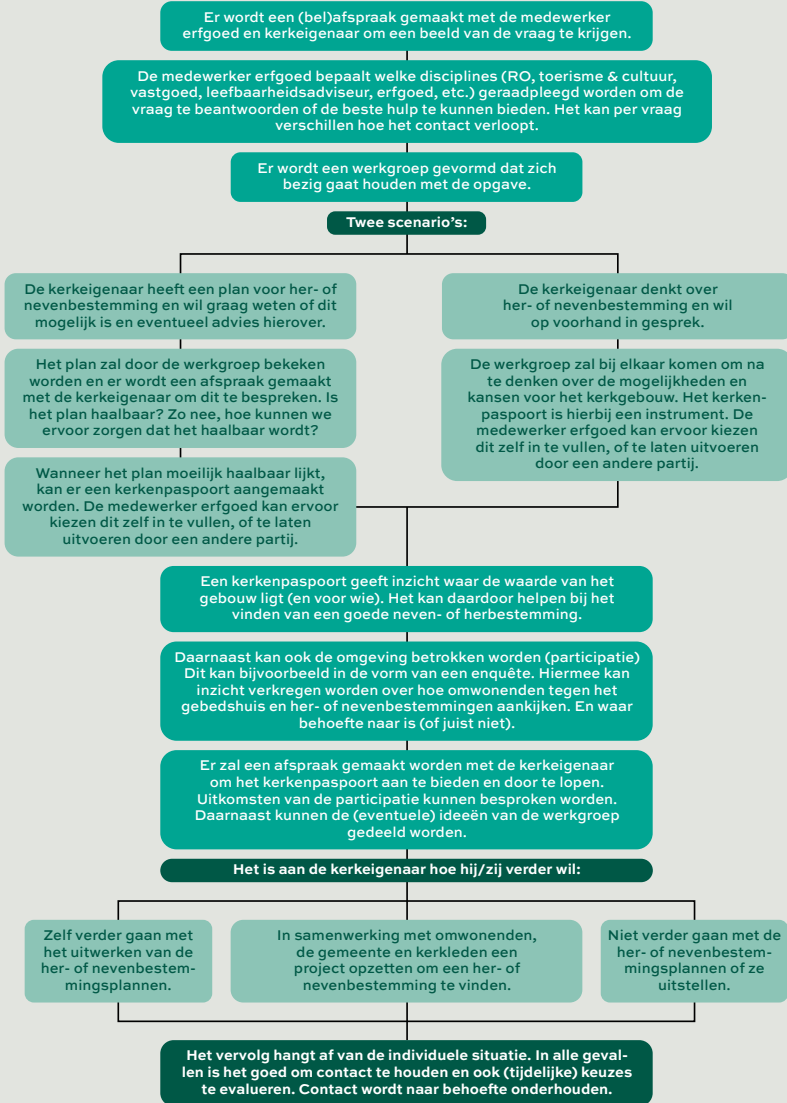 Er wordt een (bel)afspraak gemaakt met de medewerker
erfgoed en kerkeigenaar om een beeld van de vraag te krijgen.
De medewerker erfgoed bepaalt welke disciplines (RO, toerisme & cultuur,
vastgoed, leefbaarheidsadviseur, erfgoed, etc.) geraadpleegd worden om de
vraag te beantwoorden of de beste hulp te kunnen bieden. Het kan per vraag
verschillen hoe het contact verloopt.
Er wordt een werkgroep gevormd dat zich
bezig gaat houden met de opgave.
Twee scenario's:
De kerkeigenaar heeft een plan voor her- of
nevenbestemming en wil graag weten of dit
mogelijk is en eventueel advies hierover.
Het plan zal door de werkgroep bekeken
worden en er wordt een afspraak gemaakt
met de kerkeigenaar om dit te bespreken. Is
het plan haalbaar? Zo nee, hoe kunnen we
ervoor zorgen dat het haalbaar wordt?
Wanneer het plan moeilijk haalbaar lijkt,
kan er een kerkenpaspoort aangemaakt
worden. De medewerker erfgoed kan ervoor
kiezen dit zelf in te vullen, of te laten
uitvoeren door een andere partij.
De kerkeigenaar denkt over
her- of nevenbestemming en wil
op voorhand in gesprek.
De werkgroep zal bij elkaar komen om na
te denken over de mogelijkheden en
kansen voor het kerkgebouw. Het kerken-
paspoort is hierbij een instrument. De
medewerker erfgoed kan ervoor kiezen
dit zelf in te vullen, of te laten uitvoeren
door een andere partij.
Een kerkenpaspoort geeft inzicht waar de waarde van het
gebouw ligt (en voor wie). Het kan daardoor helpen bij het
vinden van een goede neven- of herbestemming.
Daarnaast kan ook de omgeving betrokken worden (participatie)
Dit kan bijvoorbeeld in de vorm van een enquête. Hiermee kan
inzicht verkregen worden over hoe omwonenden tegen het
gebedshuis en her- of nevenbestemmingen aankijken. En waar
behoefte naar is (of juist niet).
Er zal een afspraak gemaakt worden met de kerkeigenaar
om het kerkenpaspoort aan te bieden en door te lopen.
Uitkomsten van de participatie kunnen besproken worden.
Daarnaast kunnen de (eventuele) ideeën van de werkgroep
gedeeld worden.
Het is aan de kerkeigenaar hoe hij/zij verder wil:
Zelf verder gaan met
het uitwerken van de
her- of nevenbestem-
mingsplannen.
In samenwerking met omwonenden,
de gemeente en kerkleden een
project opzetten om een her- of
nevenbestemming te vinden.
Niet verder gaan met de
her- of nevenbestem-
mingsplannen of ze
uitstellen.
Het vervolg hangt af van de individuele situatie. In alle geval-
len is het goed om contact te houden en ook (tijdelijke) keuzes
te evalueren. Contact wordt naar behoefte onderhouden.